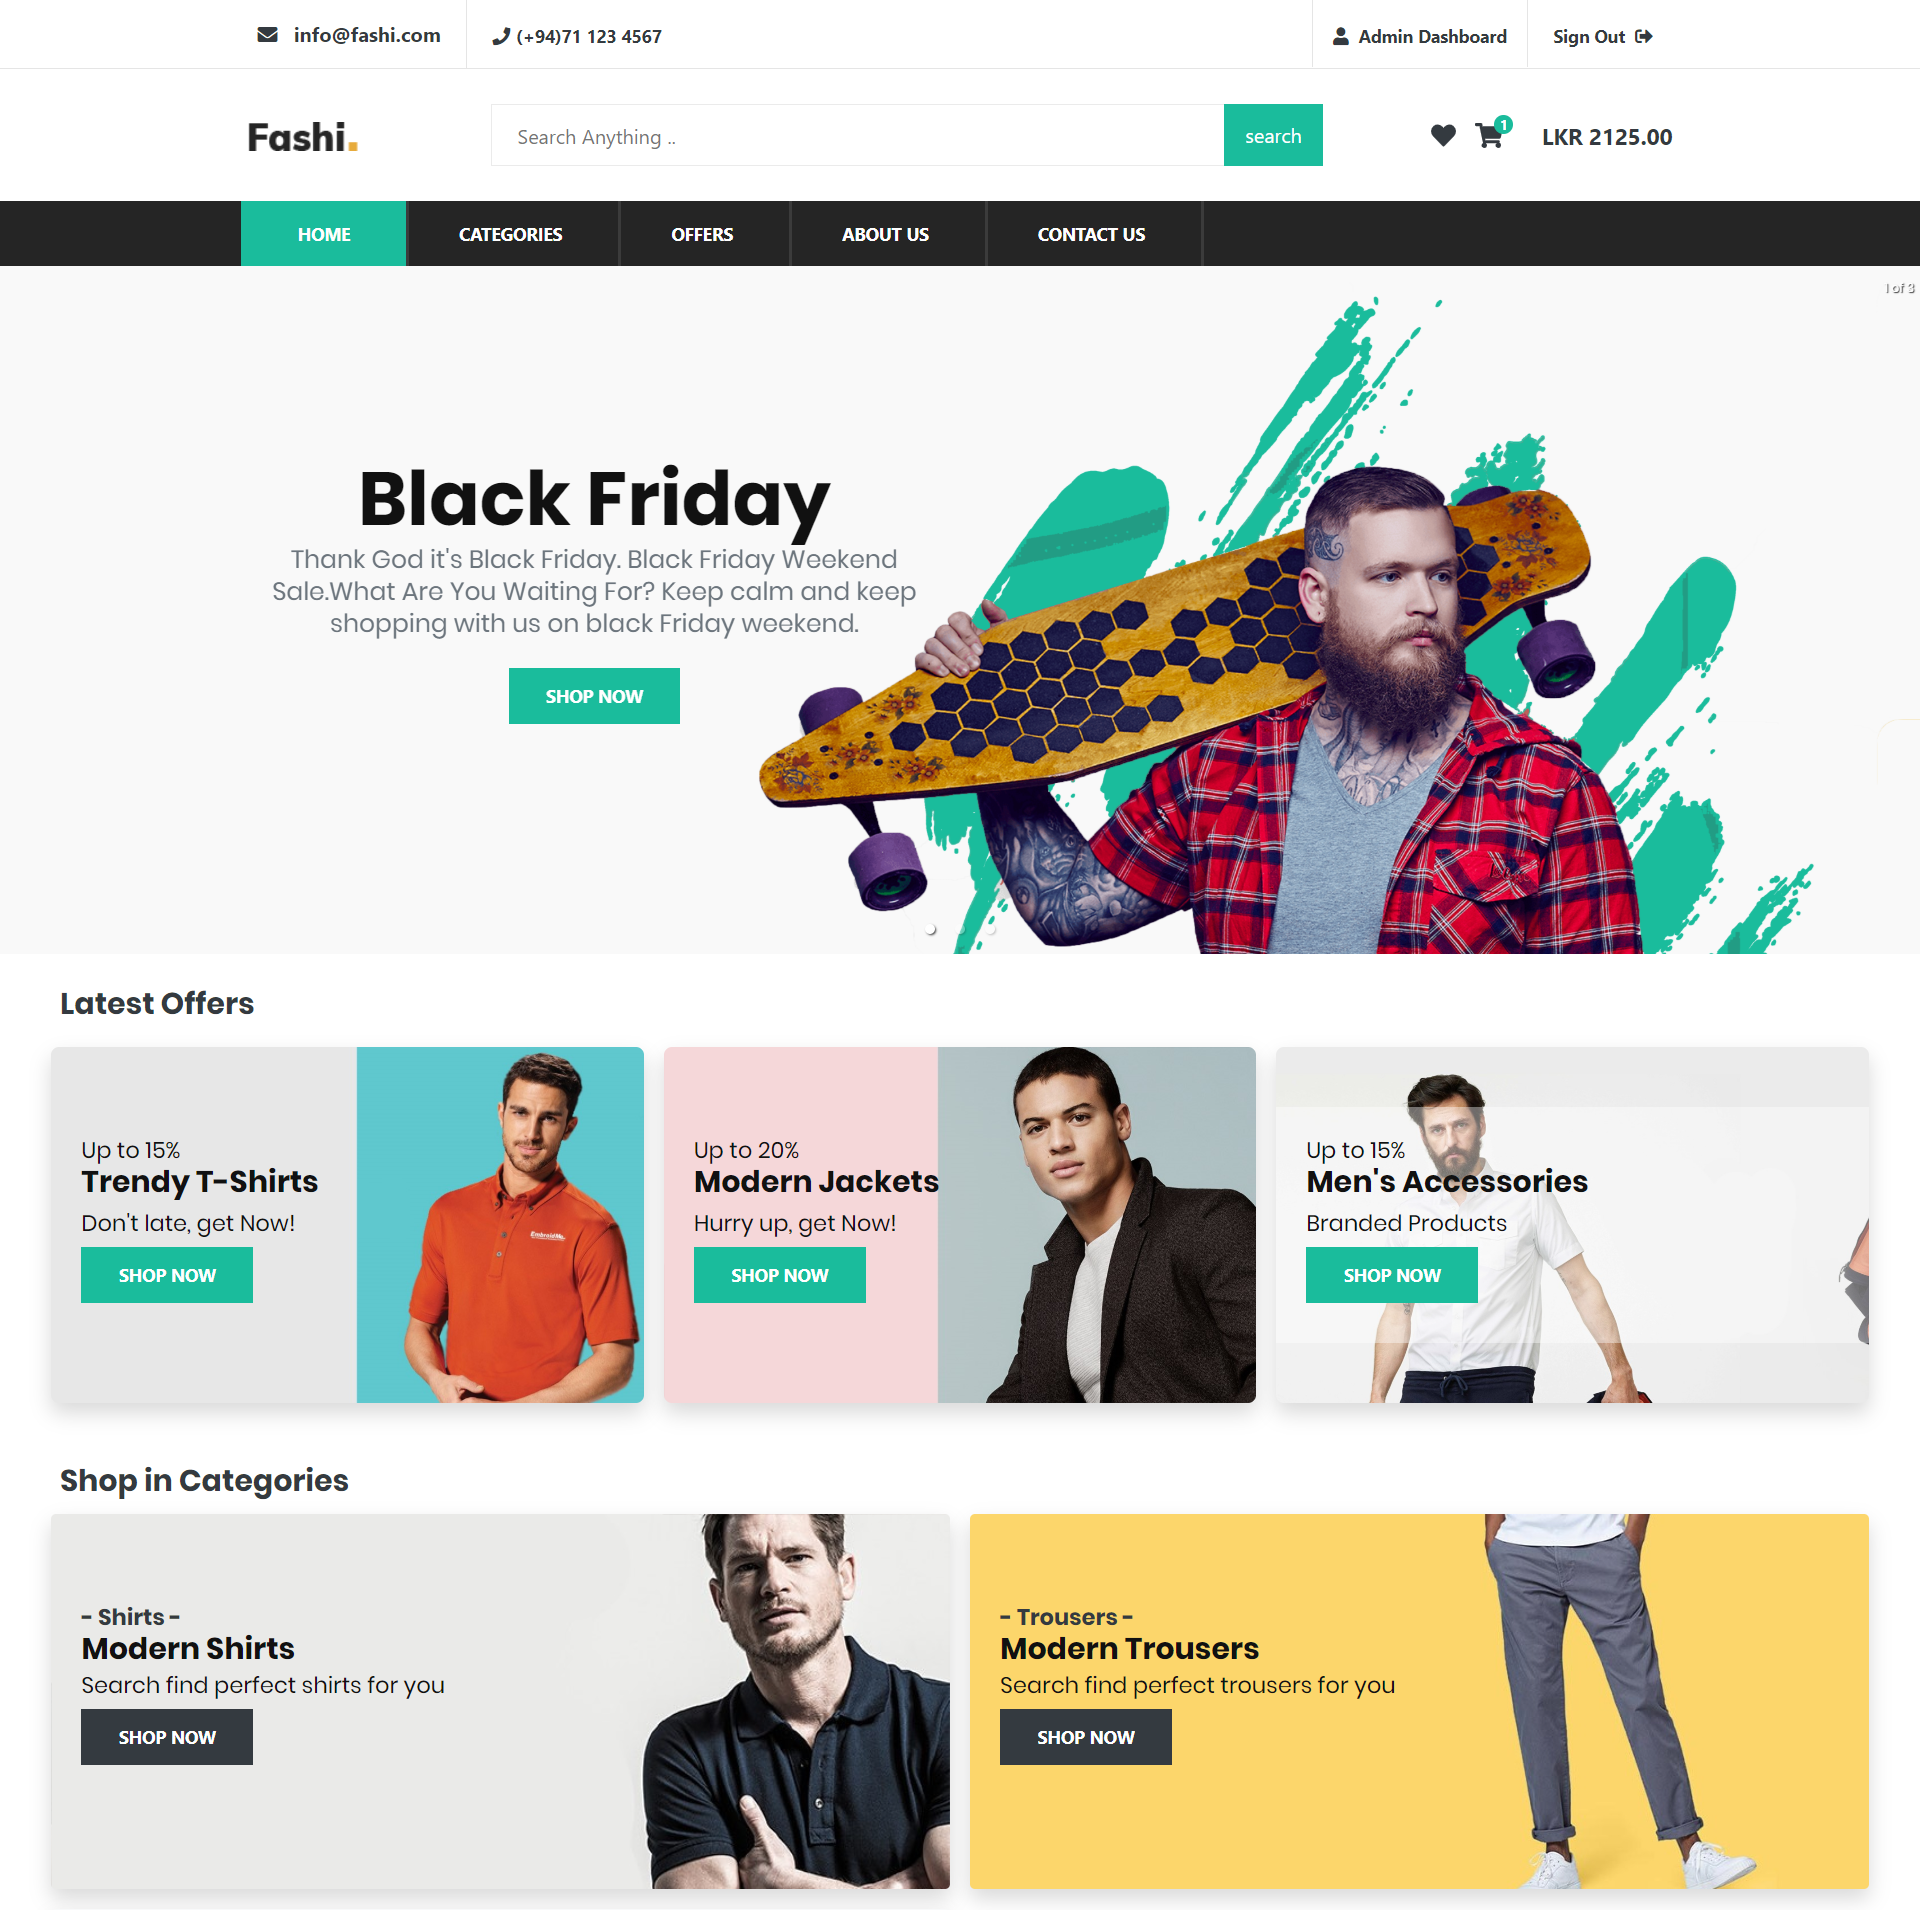 info@fashi.com
(+94)71 123 4567
Admin Dashboard
Sign Out
Fashi.
Search Anything ..
search
1
LKR 2125.00
HOME
CATEGORIES
OFFERS
ABOUT US
CONTACT US
1 of 3
Black Friday
Thank God it's Black Friday. Black Friday Weekend
Sale.What Are You Waiting For? Keep calm and keep
shopping with us on black Friday weekend.
SHOP NOW
Latest Offers
Up to 15%
Trendy T-Shirts
Don't late, get Now!
SHOP NOW
EmbroidMe
Up to 20%
Modern Jackets
Hurry up, get Now!
SHOP NOW
Up to 15%
Men's Accessories
Branded Products
SHOP NOW
Shop in Categories
- Shirts -
Modern Shirts
Search find perfect shirts for you
SHOP NOW
- Trousers -
Modern Trousers
Search find perfect trousers for you
SHOP NOW